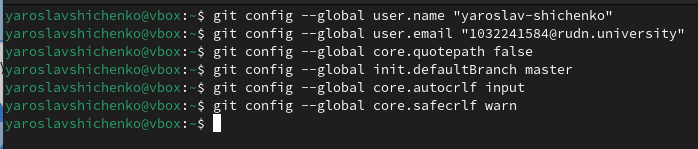 yaroslavshichenko@vbox:~$ git config --global user.name "yaroslav-shichenko"
yaroslavshichenko@vbox:~$ git config --global user.email "1032241584@rudn.university"
yaroslavshichenko@vbox:~$ git config --global core.quotepath false
yaroslavshichenko@vbox:~$ git config --global init.defaultBranch master
yaroslavshichenko@vbox:~$ git config --global core.autocrlf input
yaroslavshichenko@vbox:~$ git config --global core.safecrlf warn
yaroslavshichenko@vbox:~$